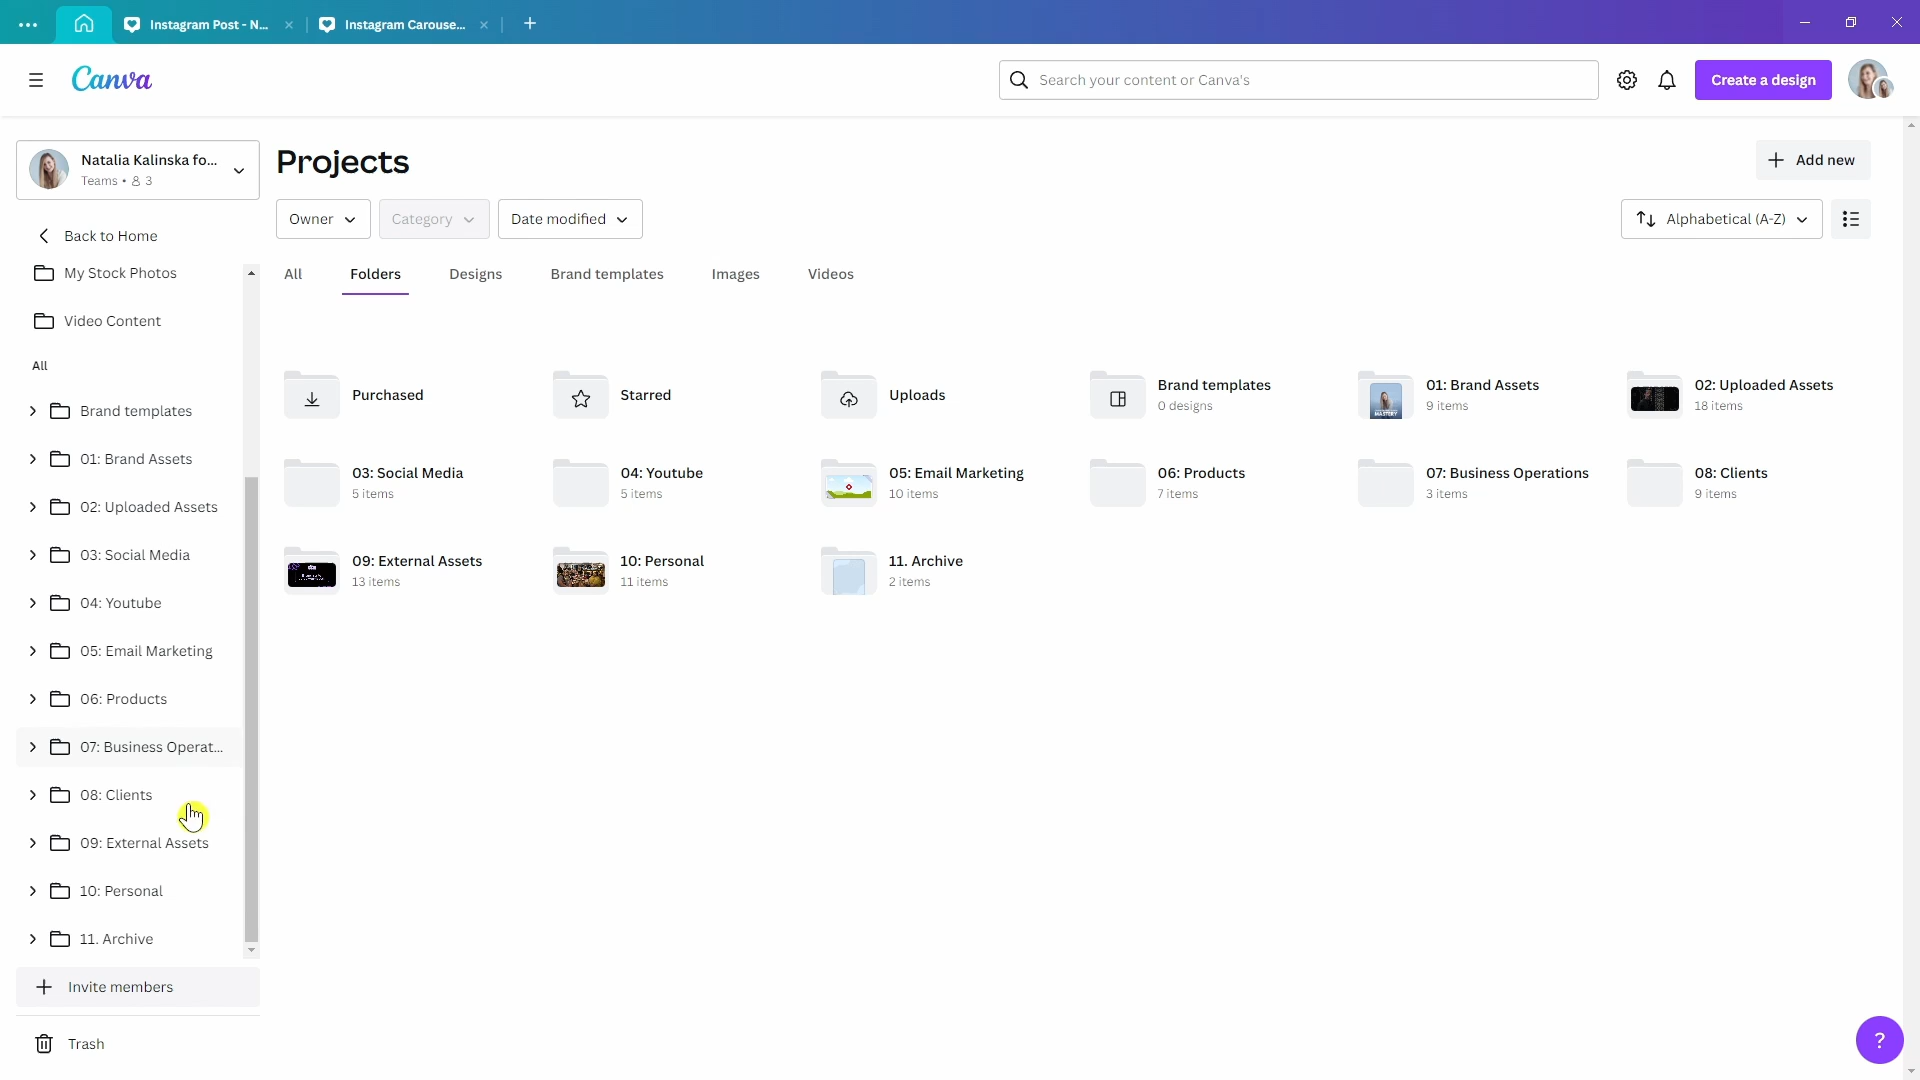 Instagram Post - N...
Instagram Carouse...
Canva
Search your content or Canva's
Create a design
Natalia Kalinska fo...
Teams • 3
Projects
Add new
Owner
Category
Date modified
Alphabetical (A-Z)
Back to Home
My Stock Photos
Video Content
All
Brand templates
01: Brand Assets
02: Uploaded Assets
03: Social Media
04: Youtube
05: Email Marketing
06: Products
07: Business Operat...
08: Clients
09: External Assets
10: Personal
11. Archive
Invite members
Trash
All
Folders
Designs
Brand templates
Images
Videos
Purchased
Starred
Uploads
Brand templates
0 designs
01: Brand Assets
9 items
02: Uploaded Assets
18 items
03: Social Media
5 items
04: Youtube
5 items
05: Email Marketing
10 items
06: Products
7 items
07: Business Operations
3 items
08: Clients
9 items
09: External Assets
13 items
10: Personal
11 items
11. Archive
2 items
?